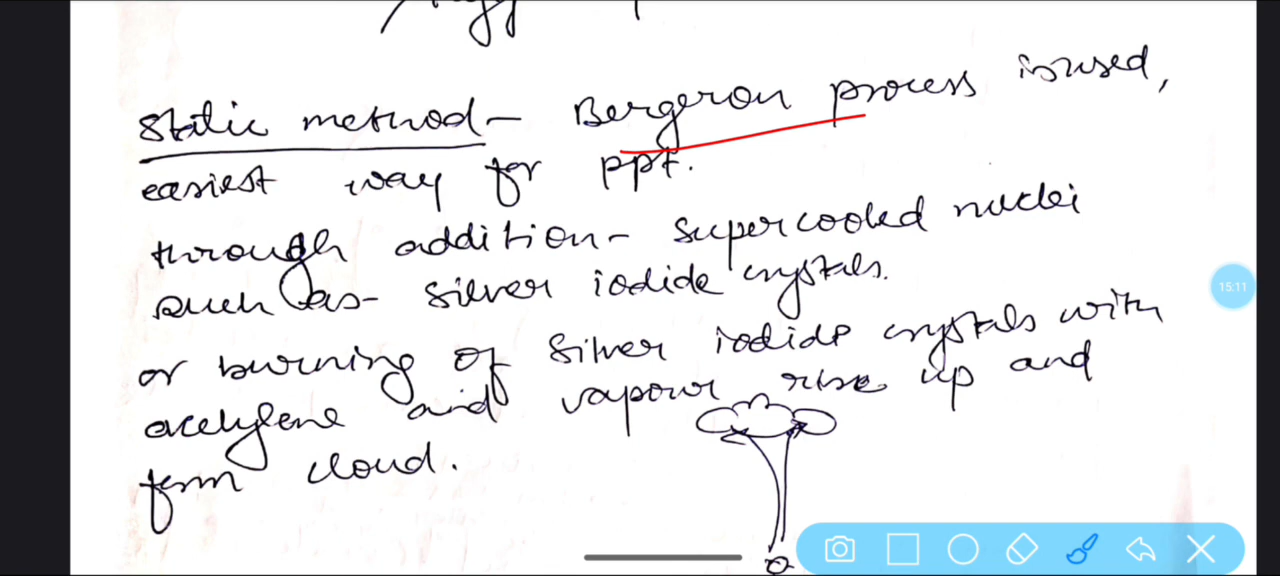 Static method - Bergeron process is used,
easiest way for ppt.
through addition - supercooled nuclei
such as - silver iodide crystals.
or burning of silver iodide crystals with
acetylene and vapour rise up and
form cloud.
15:11